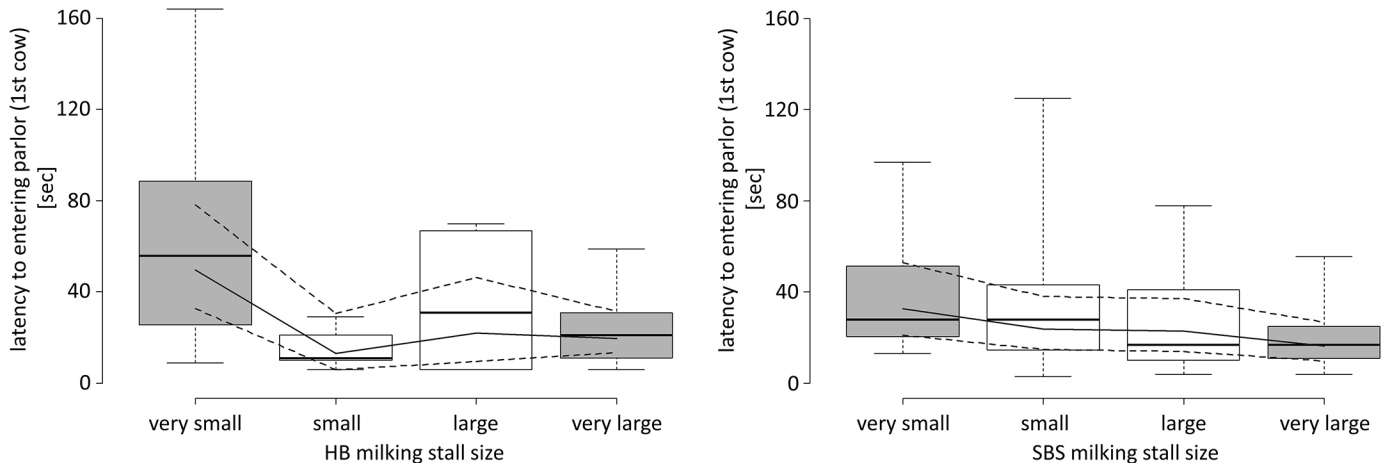 latency to entering parlor (1st cow)
[sec]
160
120
80
40
0
very small
small
large
very large
HB milking stall size
latency to entering parlor (1st cow)
[sec]
160
120
80
40
0
very small
small
large
very large
SBS milking stall size